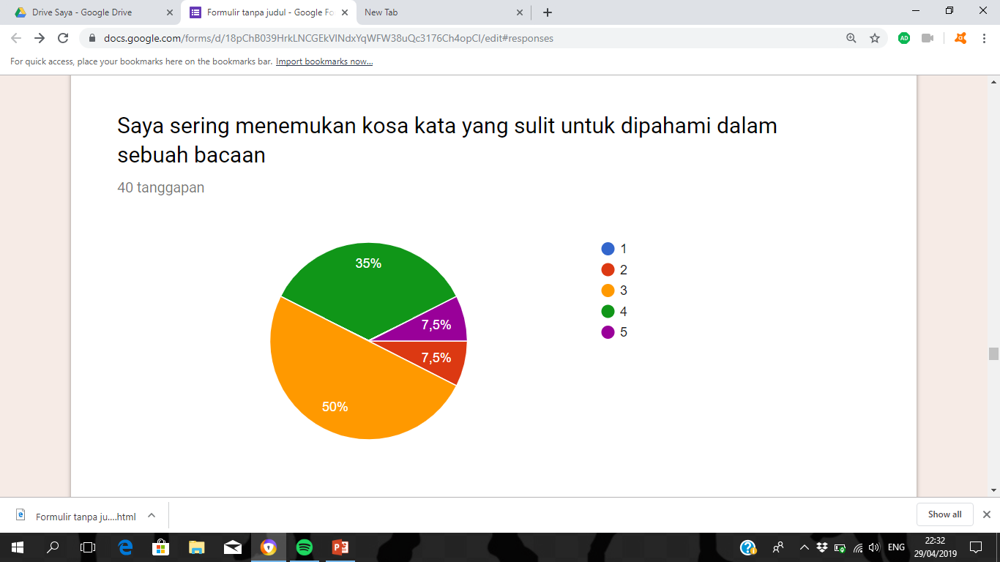 Drive Saya - Google Drive
Formulir tanpa judul - Google Fo
New Tab
docs.google.com/forms/d/18pChB039HrkLNCGEkVINdxYqWFW38uQc3176Ch4opCI/edit#responses
AD
For quick access, place your bookmarks here on the bookmarks bar. Import bookmarks now...
Saya sering menemukan kosa kata yang sulit untuk dipahami dalam
sebuah bacaan
40 tanggapan
35%
7,5%
7,5%
50%
1
2
3
4
5
Formulir tanpa ju....html
Show all
ENG
22:32
29/04/2019